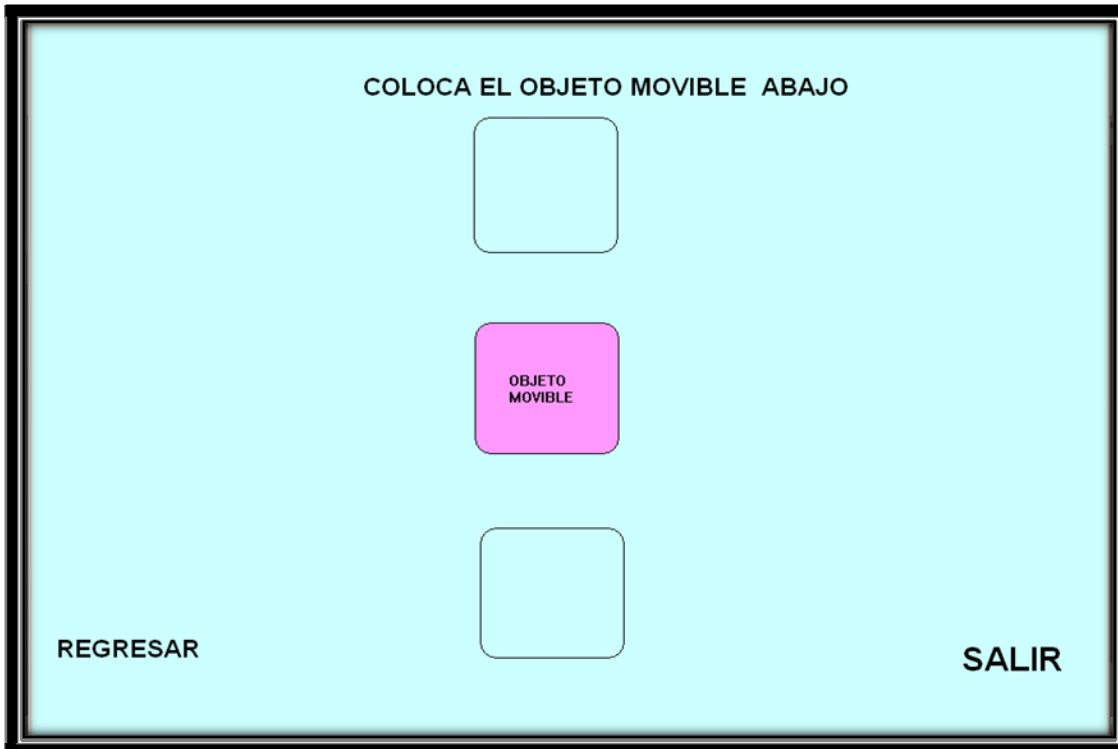 COLOCA EL OBJETO MOVIBLE ABAJO
OBJETO
MOVIBLE
REGRESAR
SALIR